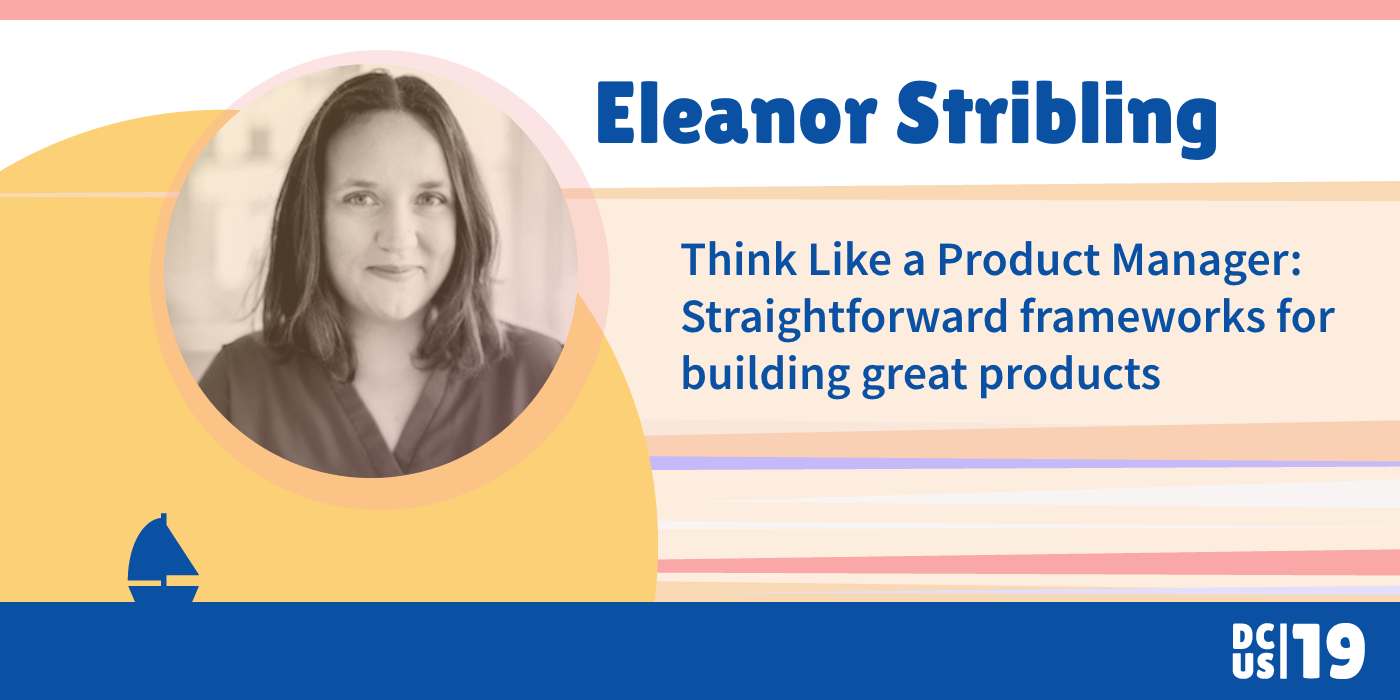 Eleanor Stribling
Think Like a Product Manager:
Straightforward frameworks for
building great products
DC
US
19